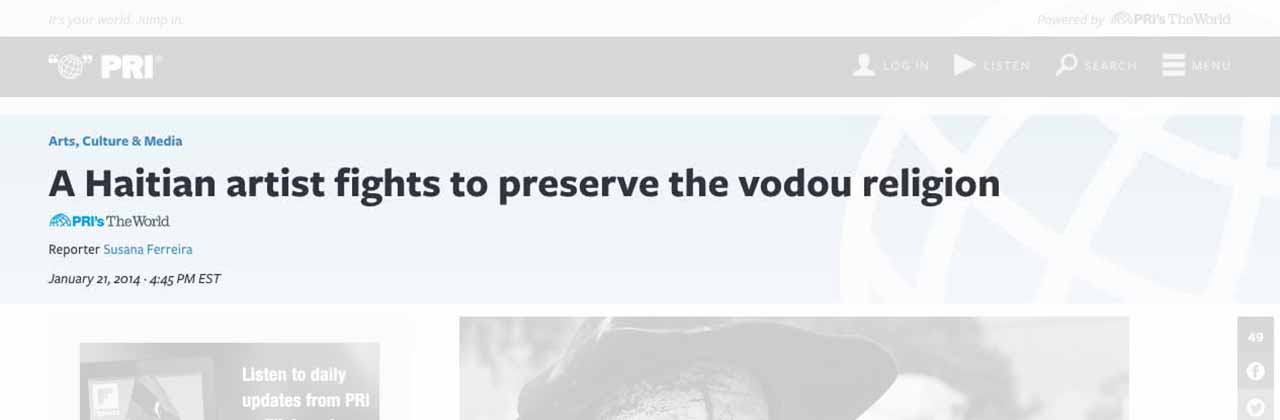 It's your world. Jump in.
Powered by PRI's The World
PRI®
LOG IN
LISTEN
SEARCH
MENU
Arts, Culture & Media
A Haitian artist fights to preserve the vodou religion
PRI's The World
Reporter Susana Ferreira
January 21, 2014 · 4:45 PM EST
49
Listen to daily
updates from PRI